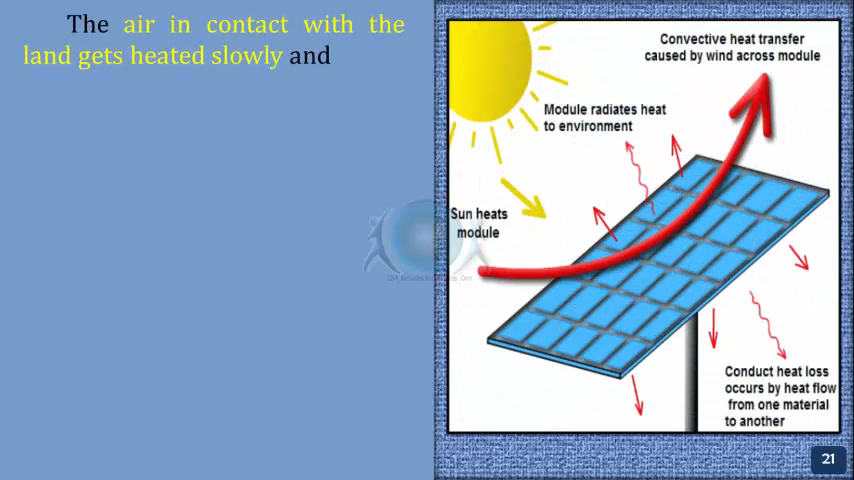 The air in contact with the
land gets heated slowly and
Convective heat transfer
caused by wind across module
Module radiates heat
to environment
Sun heats
module
Conduct heat loss
occurs by heat flow
from one material
to another
21